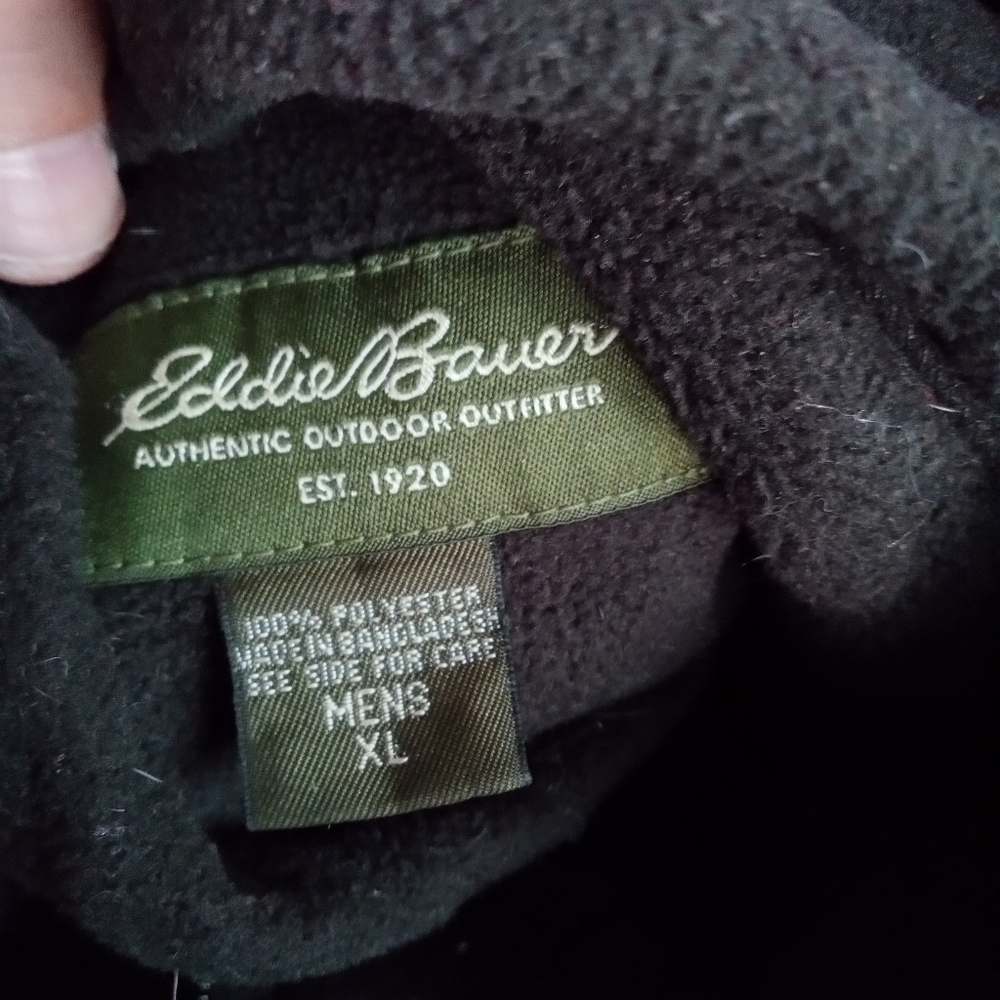 Eddie Bauer
AUTHENTIC OUTDOOR OUTFITTER
EST. 1920
100% POLYESTER
MADE IN BANGLADESH
SEE SIDE FOR CARE
MENS
XL